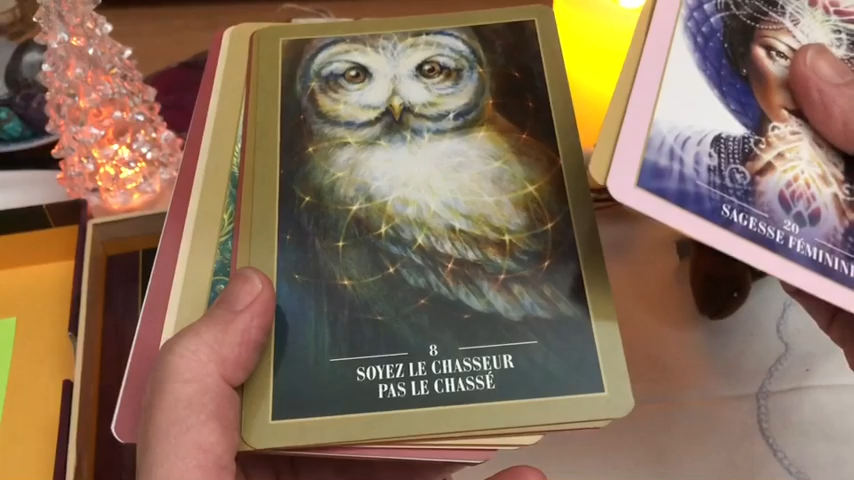 8
SOYEZ LE CHASSEUR
PAS LE CHASSÉ
20
SAGESSE FÉMININE